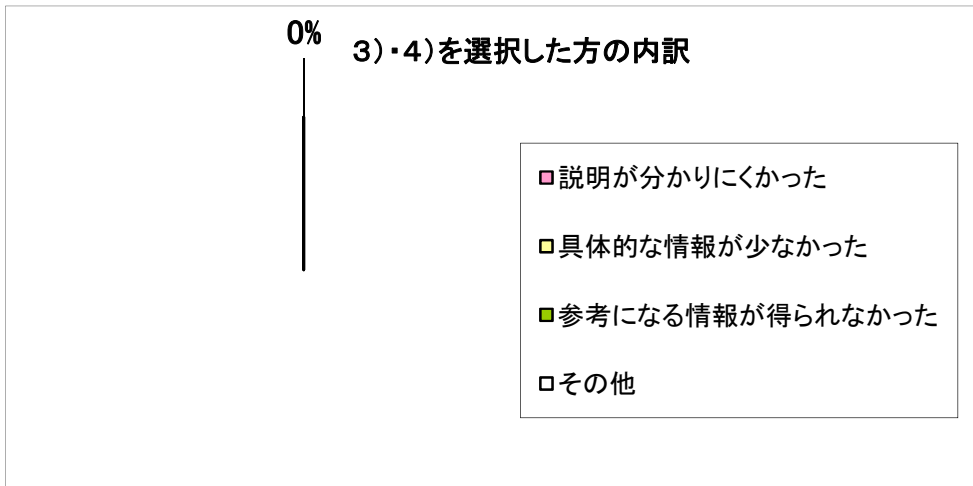 0%
3)・4)を選択した方の内訳
説明が分かりにくかった
具体的な情報が少なかった
参考になる情報が得られなかった
その他